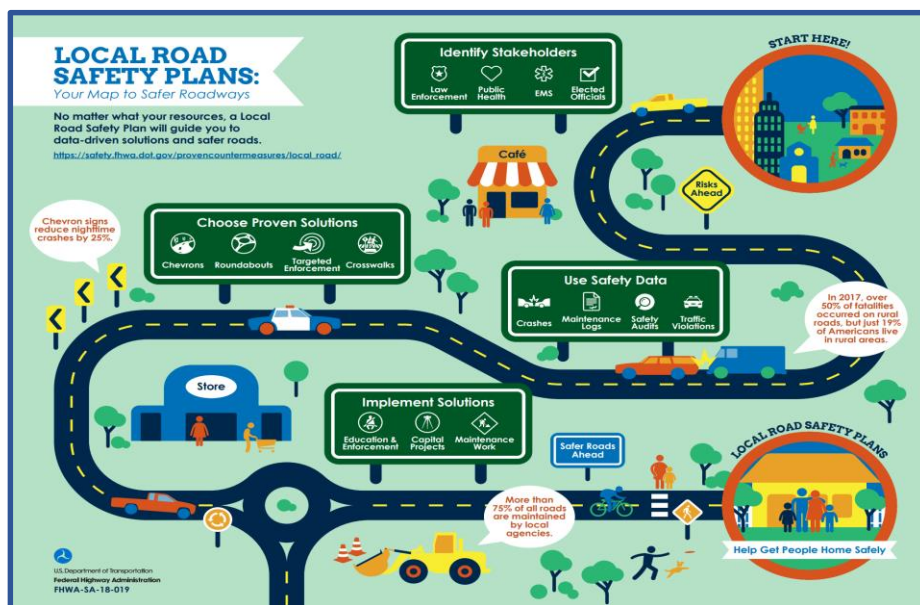 LOCAL ROAD
SAFETY PLANS:
Your Map to Safer Roadways
No matter what your resources, a Local
Road Safety Plan will guide you to
data-driven solutions and safer roads.
https://safety.fhwa.dot.gov/provencountermeasures/local_road/
START HERE!
Identify Stakeholders
Law
Enforcement
Public
Health
EMS
Elected
Officials
Café
Risks
Ahead
Use Safety Data
Crashes
Maintenance
Logs
Safety
Audits
Traffic
Violations
In 2017, over
50% of fatalities
occurred on rural
roads, but just 19%
of Americans live
in rural areas.
Choose Proven Solutions
Chevrons
Roundabouts
Targeted
Enforcement
Crosswalks
Chevron signs
reduce nighttime
crashes by 25%.
Store
Implement Solutions
Education &
Enforcement
Capital
Projects
Maintenance
Work
Safer Roads
Ahead
More than
75% of all roads
are maintained
by local
agencies.
LOCAL ROAD SAFETY PLANS
Help Get People Home Safely
U.S. Department of Transportation
Federal Highway Administration
FHWA-SA-18-019